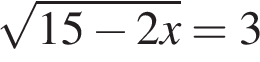 √15 − 2x = 3